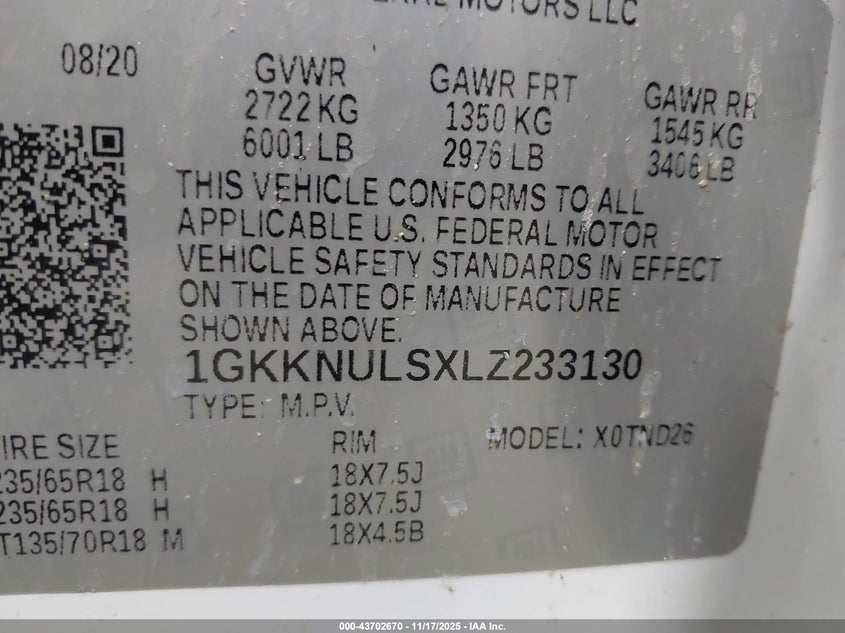 MOTORS LLC
08/20
GVWR GAWR FRT GAWR RR
2722 KG 1350 KG 1545 KG
6001 LB 2976 LB 3406 LB
THIS VEHICLE CONFORMS TO ALL
APPLICABLE U.S. FEDERAL MOTOR
VEHICLE SAFETY STANDARDS IN EFFECT
ON THE DATE OF MANUFACTURE
SHOWN ABOVE.
1GKKNULSXLZ233130
TYPE: M.P.V.
IRE SIZE RIM MODEL: X0TND26
235/65R18 H 18X7.5J
235/65R18 H 18X7.5J
T135/70R18 M 18X4.5B
000-43702670 - 11/17/2025 - IAA Inc.